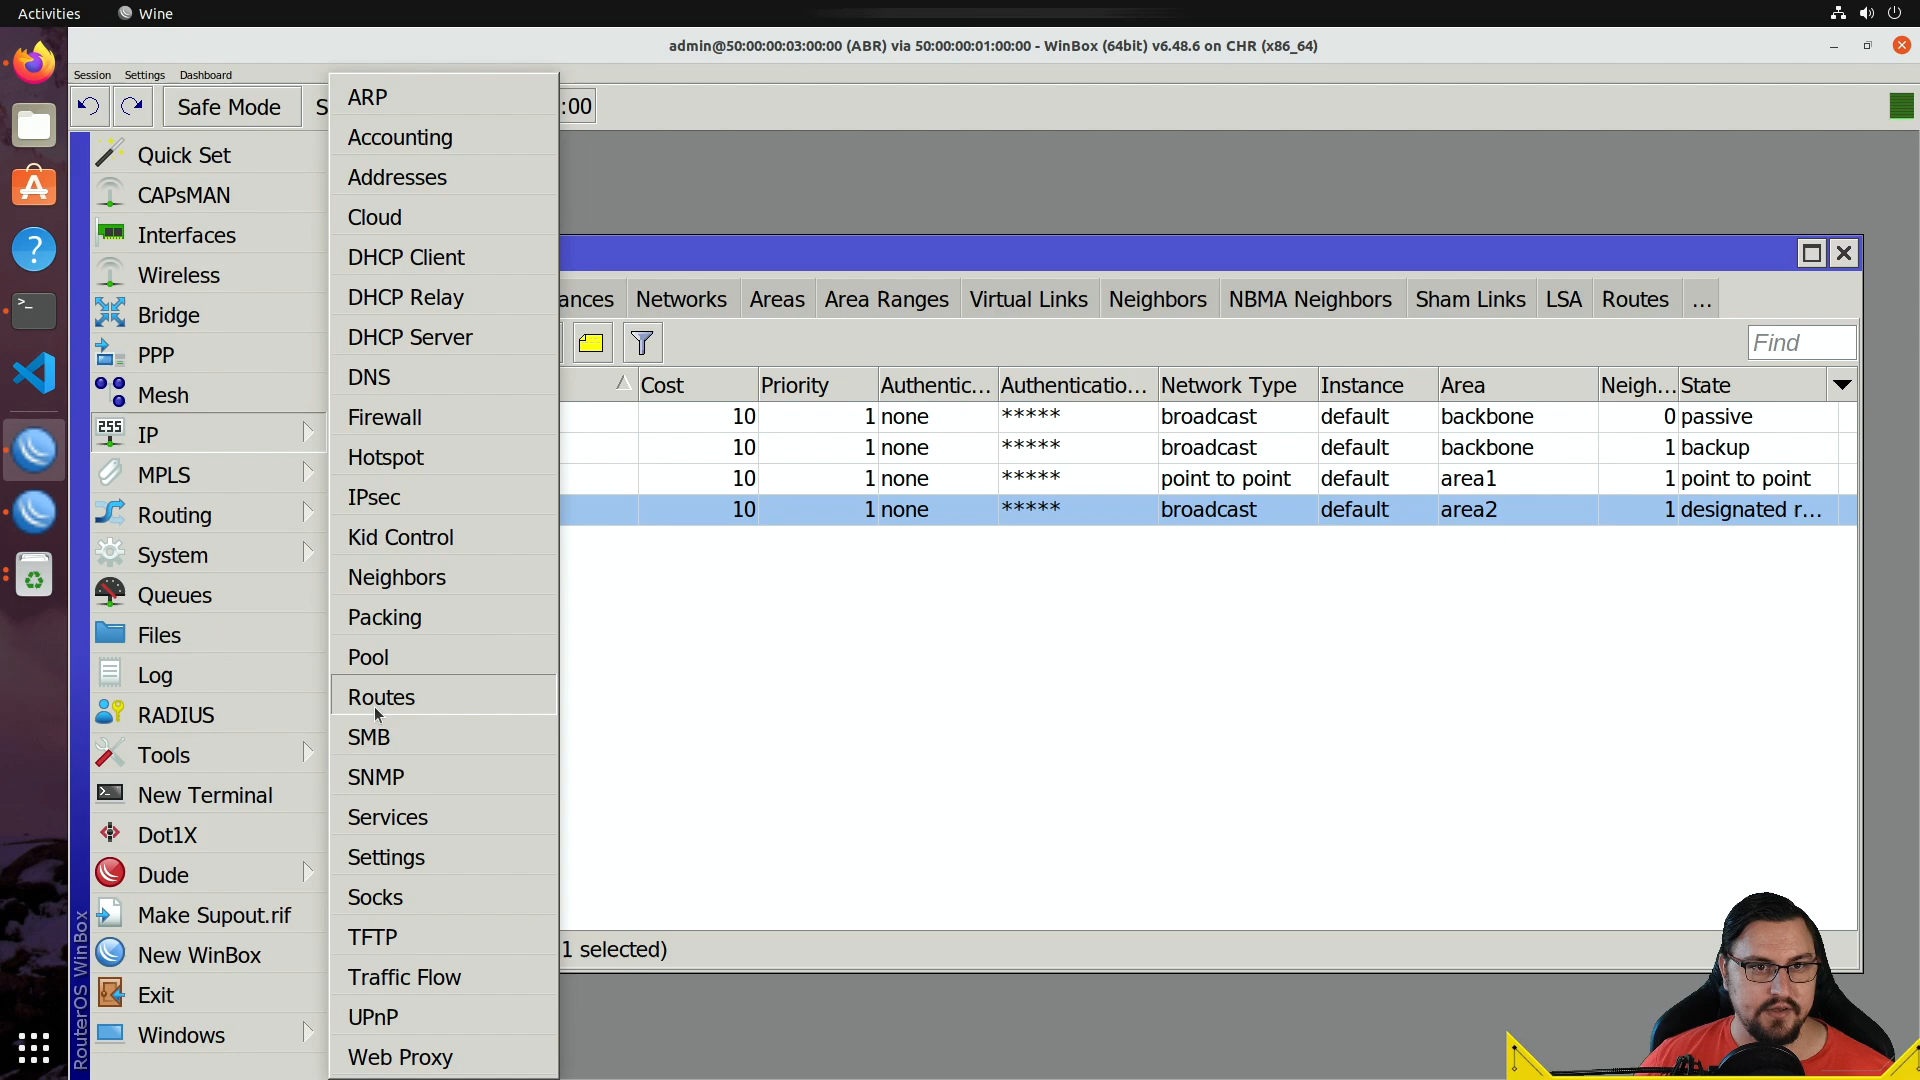 Activities
Wine
admin@50:00:00:03:00:00 (ABR) via 50:00:00:01:00:00 - WinBox (64bit) v6.48.6 on CHR (x86_64)
Session Settings Dashboard
Safe Mode S :00
Quick Set
CAPsMAN
Interfaces
Wireless
Bridge
PPP
Mesh
IP
MPLS
Routing
System
Queues
Files
Log
RADIUS
Tools
New Terminal
Dot1X
Dude
Make Supout.rif
New WinBox
Exit
Windows
RouterOS WinBox
ARP
Accounting
Addresses
Cloud
DHCP Client
DHCP Relay
DHCP Server
DNS
Firewall
Hotspot
IPsec
Kid Control
Neighbors
Packing
Pool
Routes
SMB
SNMP
Services
Settings
Socks
TFTP
Traffic Flow
UPnP
Web Proxy
ances Networks Areas Area Ranges Virtual Links Neighbors NBMA Neighbors Sham Links LSA Routes ...
Find
Cost Priority Authentic... Authenticatio... Network Type Instance Area Neigh... State
10 1 none ***** broadcast default backbone 0 passive
10 1 none ***** broadcast default backbone 1 backup
10 1 none ***** point to point default area1 1 point to point
10 1 none ***** broadcast default area2 1 designated r...
1 selected)
255
?
>_